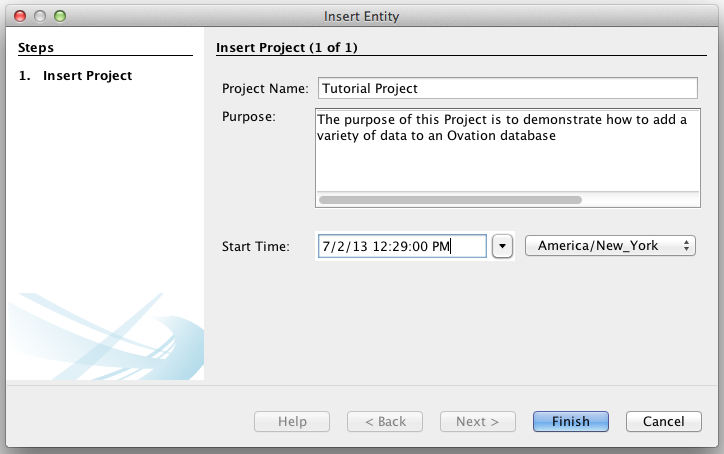 Insert Entity
Steps
1. Insert Project
Insert Project (1 of 1)
Project Name: Tutorial Project
Purpose:
The purpose of this Project is to demonstrate how to add a
variety of data to an Ovation database
Start Time: 7/2/13 12:29:00 PM America/New_York
Help < Back Next > Finish Cancel